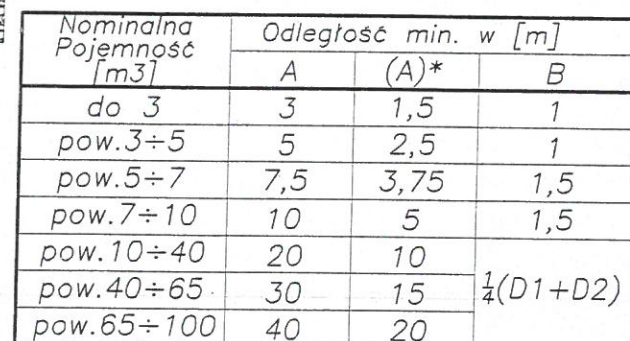 Nominalna Pojemność [m3] Odległość min. w [m]
A (A)* B
do 3 3 1,5 1
pow.3÷5 5 2,5 1
pow.5÷7 7,5 3,75 1,5
pow.7÷10 10 5 1,5
pow.10÷40 20 10 ¼(D1+D2)
pow.40÷65 30 15
pow.65÷100 40 20